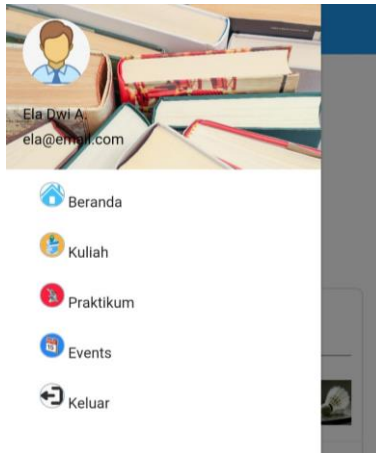 Ela Dwi A.
ela@email.com
Beranda
Kuliah
Praktikum
Events
Keluar